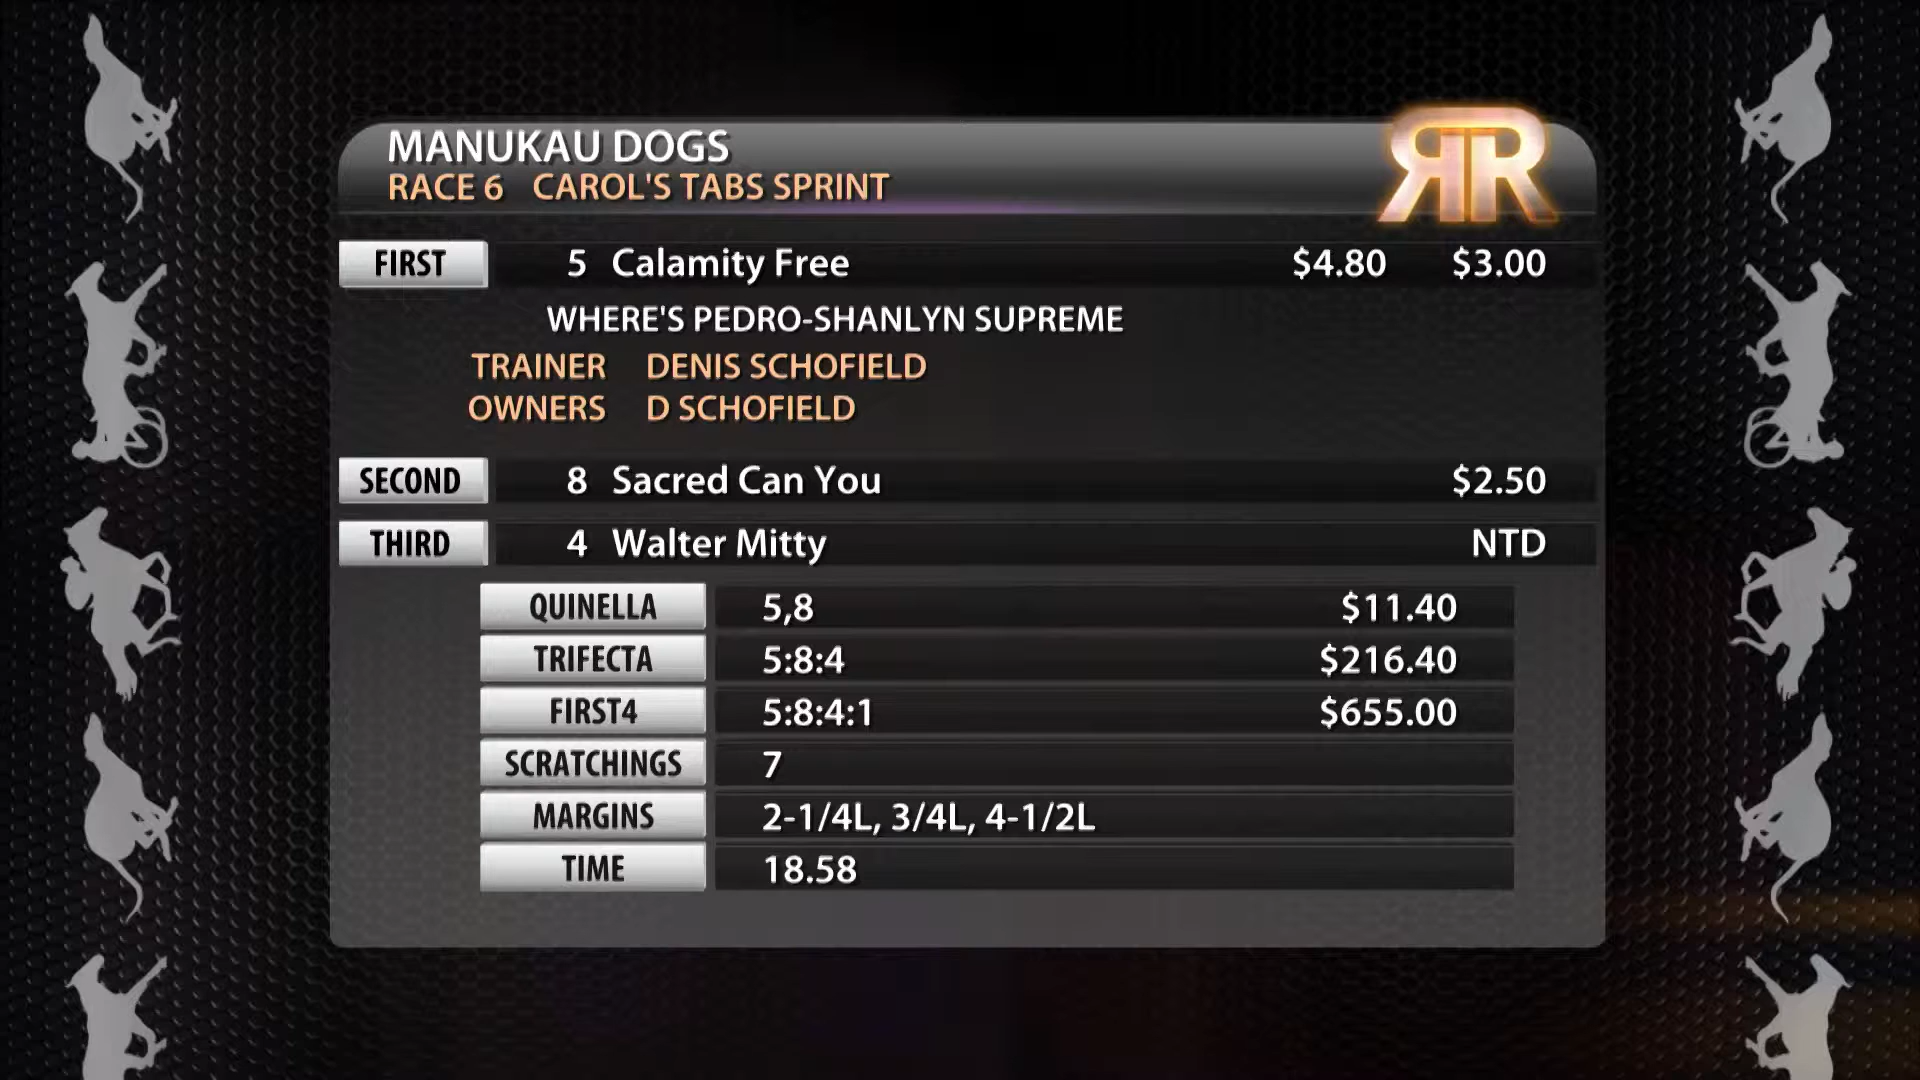 MANUKAU DOGS
RACE 6 CAROL'S TABS SPRINT
RR
FIRST 5 Calamity Free $4.80 $3.00
WHERE'S PEDRO-SHANLYN SUPREME
TRAINER DENIS SCHOFIELD
OWNERS D SCHOFIELD
SECOND 8 Sacred Can You $2.50
THIRD 4 Walter Mitty NTD
QUINELLA 5,8 $11.40
TRIFECTA 5:8:4 $216.40
FIRST4 5:8:4:1 $655.00
SCRATCHINGS 7
MARGINS 2-1/4L, 3/4L, 4-1/2L
TIME 18.58